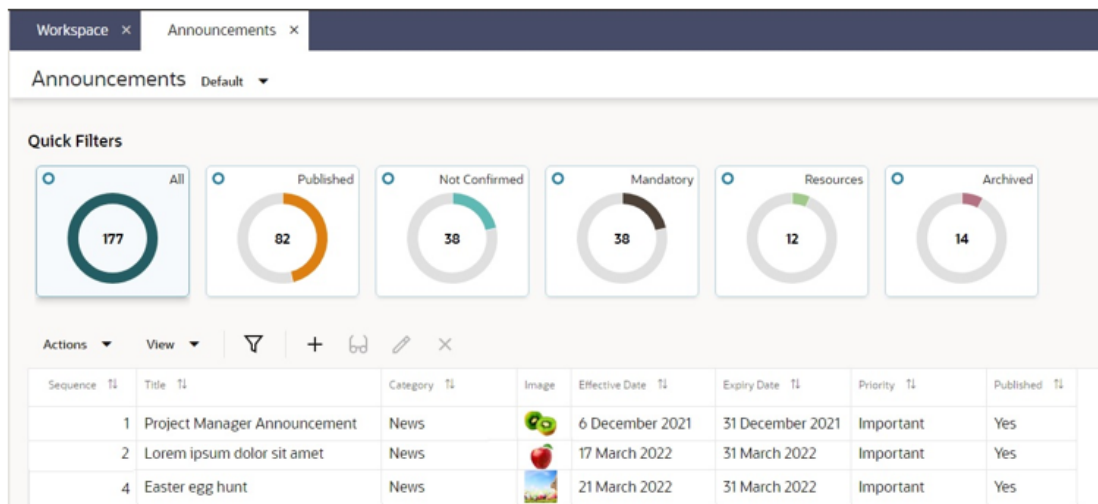 Workspace × Announcements ×
Announcements Default
Quick Filters
All Published Not Confirmed Mandatory Resources Archived
177 82 38 38 12 14
Actions View
Sequence Title Category Image Effective Date Expiry Date Priority Published
1 Project Manager Announcement News 6 December 2021 31 December 2021 Important Yes
2 Lorem ipsum dolor sit amet News 17 March 2022 31 March 2022 Important Yes
4 Easter egg hunt News 21 March 2022 31 March 2022 Important Yes